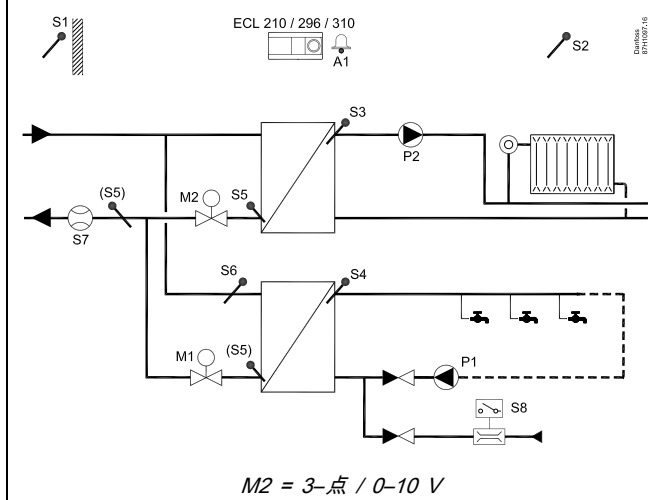 S1
ECL 210 / 296 / 310
A1
S2
Danfoss
87H1097.16
S3
P2
(S5)
M2
S5
S7
S6
S4
M1
(S5)
P1
S8
M2 = 3–点 / 0–10 V